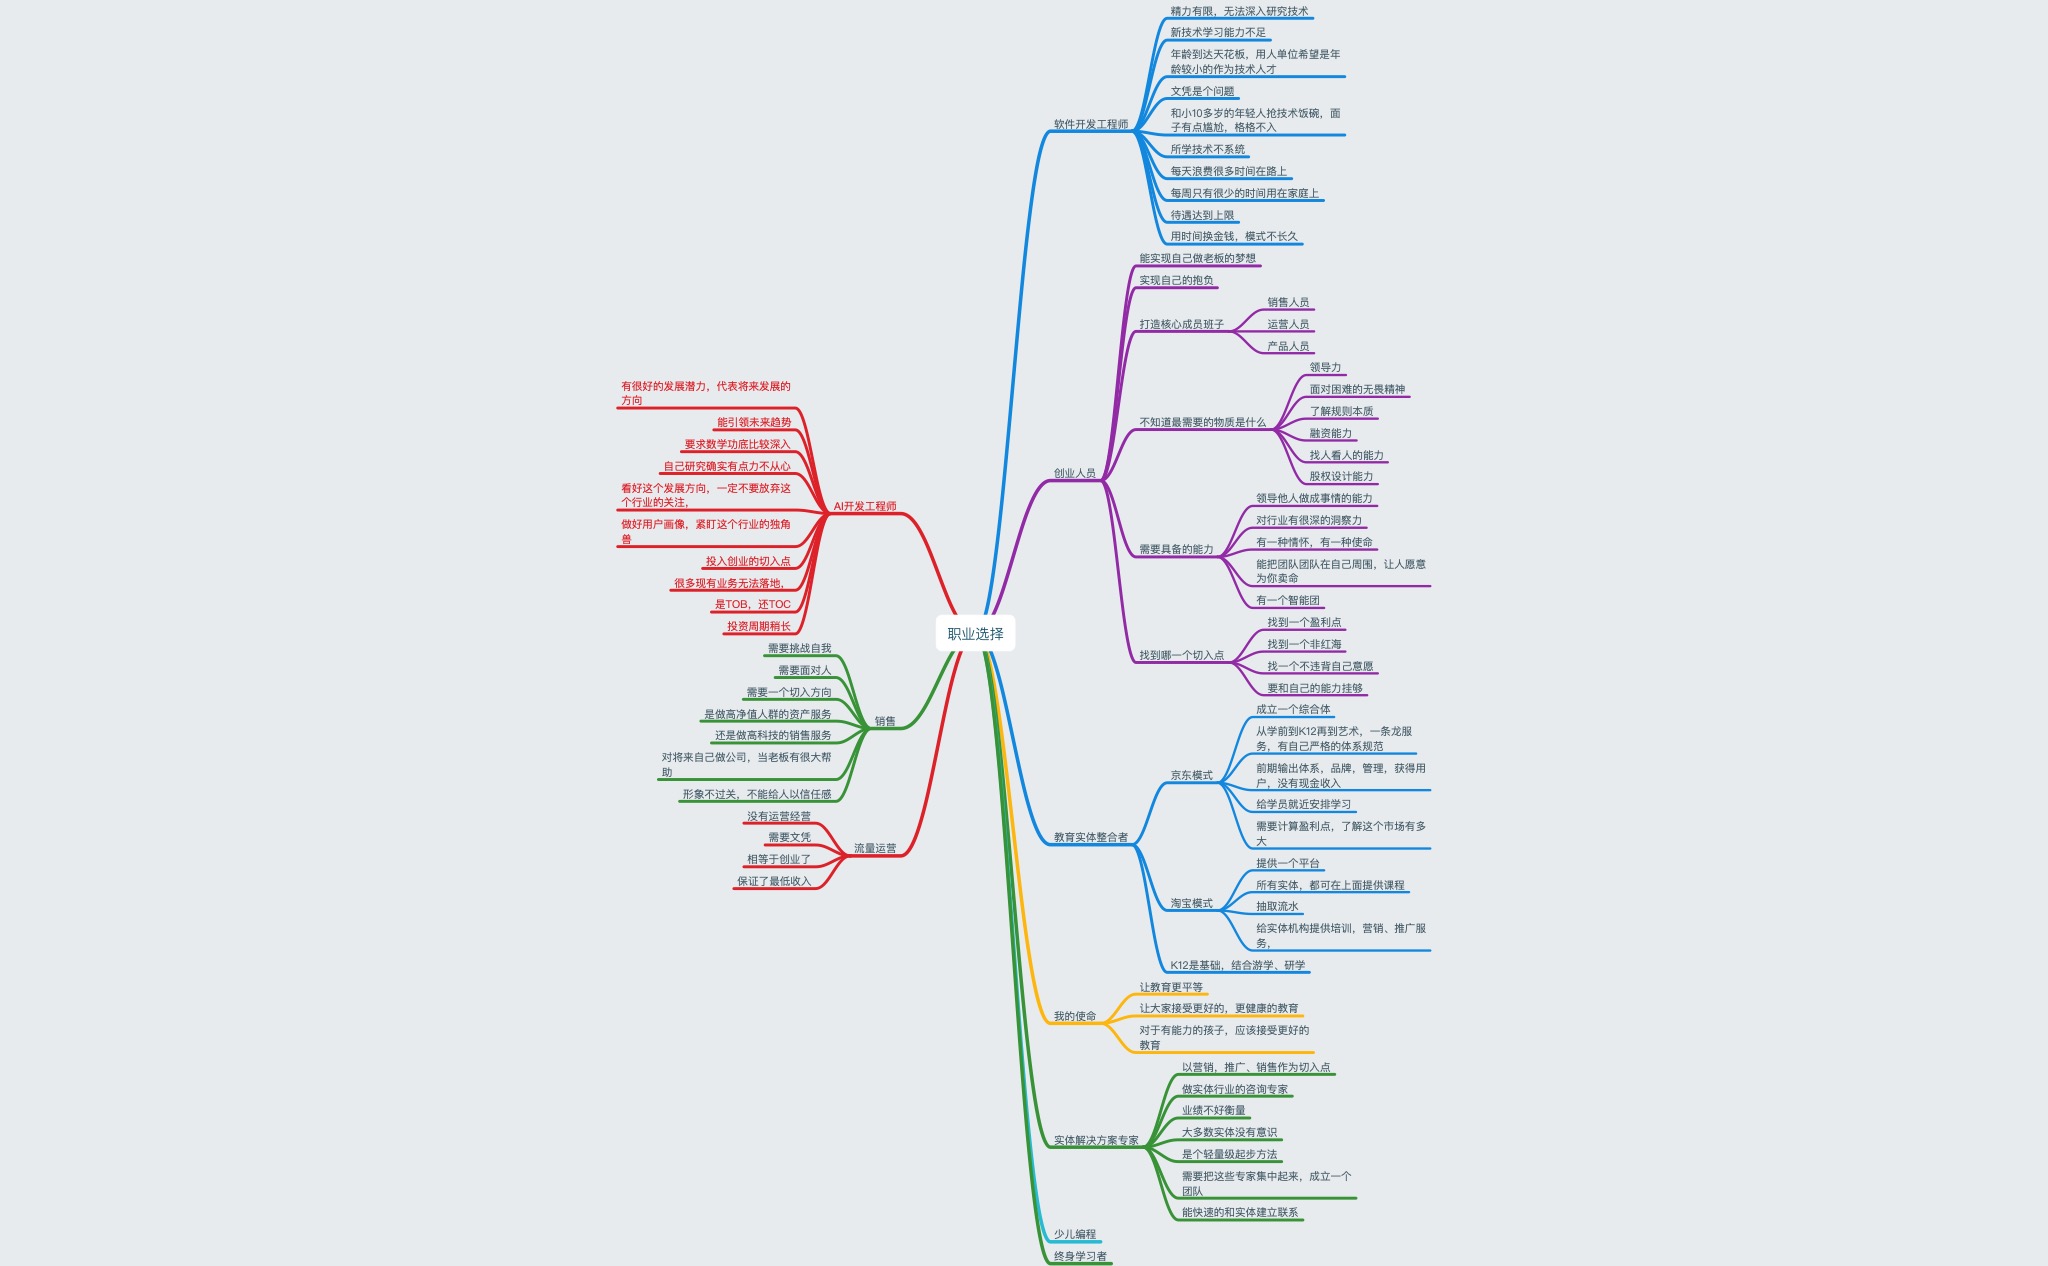 职业选择
软件开发工程师
精力有限，无法深入研究技术
新技术学习能力不足
年龄到达天花板，用人单位希望是年
龄较小的作为技术人才
文凭是个问题
和小10多岁的年轻人抢技术饭碗，面
子有点尴尬，格格不入
所学技术不系统
每天浪费很多时间在路上
每周只有很少的时间用在家庭上
待遇达到上限
用时间换金钱，模式不长久
创业人员
能实现自己做老板的梦想
实现自己的抱负
打造核心成员班子
销售人员
运营人员
产品人员
不知道最需要的物质是什么
领导力
面对困难的无畏精神
了解规则本质
融资能力
找人看人的能力
股权设计能力
需要具备的能力
领导他人做成事情的能力
对行业有很深的洞察力
有一种情怀，有一种使命
能把团队团队在自己周围，让人愿意
为你卖命
有一个智能团
找到哪一个切入点
找到一个盈利点
找到一个非红海
找一个不违背自己意愿
要和自己的能力挂够
教育实体整合者
京东模式
成立一个综合体
从学前到K12再到艺术，一条龙服
务，有自己严格的体系规范
前期输出体系，品牌，管理，获得用
户，没有现金收入
给学员就近安排学习
需要计算盈利点，了解这个市场有多
大
淘宝模式
提供一个平台
所有实体，都可在上面提供课程
抽取流水
给实体机构提供培训，营销、推广服
务，
K12是基础，结合游学、研学
我的使命
让教育更平等
让大家接受更好的，更健康的教育
对于有能力的孩子，应该接受更好的
教育
实体解决方案专家
以营销，推广、销售作为切入点
做实体行业的咨询专家
业绩不好衡量
大多数实体没有意识
是个轻量级起步方法
需要把这些专家集中起来，成立一个
团队
能快速的和实体建立联系
少儿编程
终身学习者
AI开发工程师
有很好的发展潜力，代表将来发展的
方向
能引领未来趋势
要求数学功底比较深入
自己研究确实有点力不从心
看好这个发展方向，一定不要放弃这
个行业的关注，
做好用户画像，紧盯这个行业的独角
兽
投入创业的切入点
很多现有业务无法落地，
是TOB，还TOC
投资周期稍长
销售
需要挑战自我
需要面对人
需要一个切入方向
是做高净值人群的资产服务
还是做高科技的销售服务
对将来自己做公司，当老板有很大帮
助
形象不过关，不能给人以信任感
流量运营
没有运营经营
需要文凭
相等于创业了
保证了最低收入